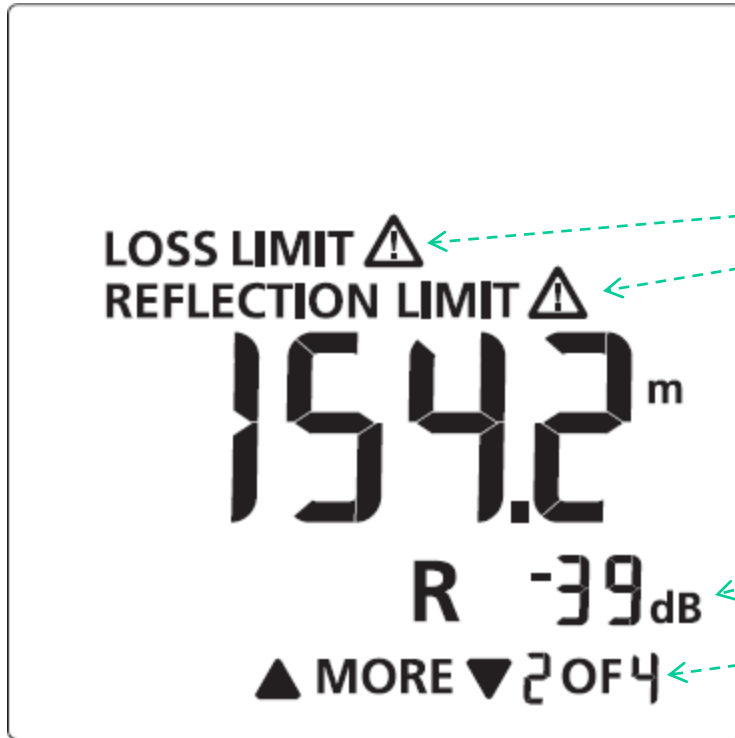 LOSS LIMIT ⚠
REFLECTION LIMIT ⚠
154.2 m
R -39 dB
▲ MORE ▼ 2 OF 4